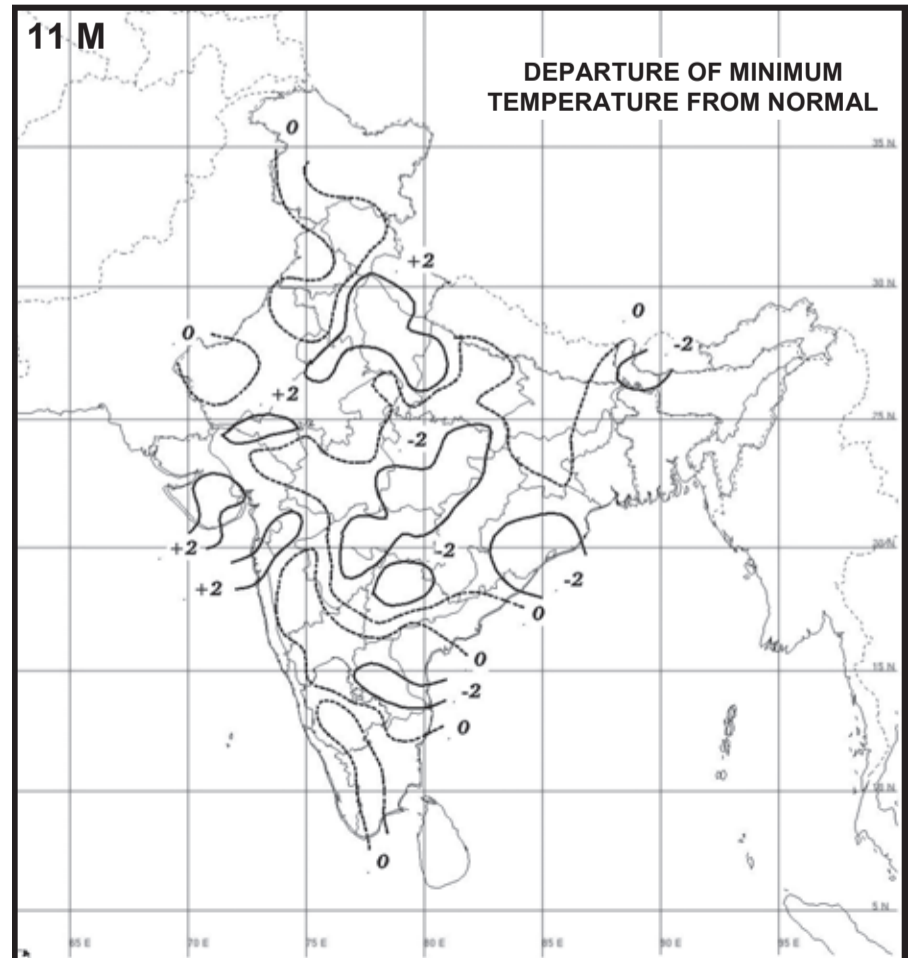 11 M
DEPARTURE OF MINIMUM
TEMPERATURE FROM NORMAL
0
35 N
+2
30 N
0
0
-2
+2
25 N
-2
+2
-2
20 N
+2
-2
0
0
15 N
-2
0
10 N
0
5 N
65 E
70 E
75 E
80 E
85 E
90 E
95 E